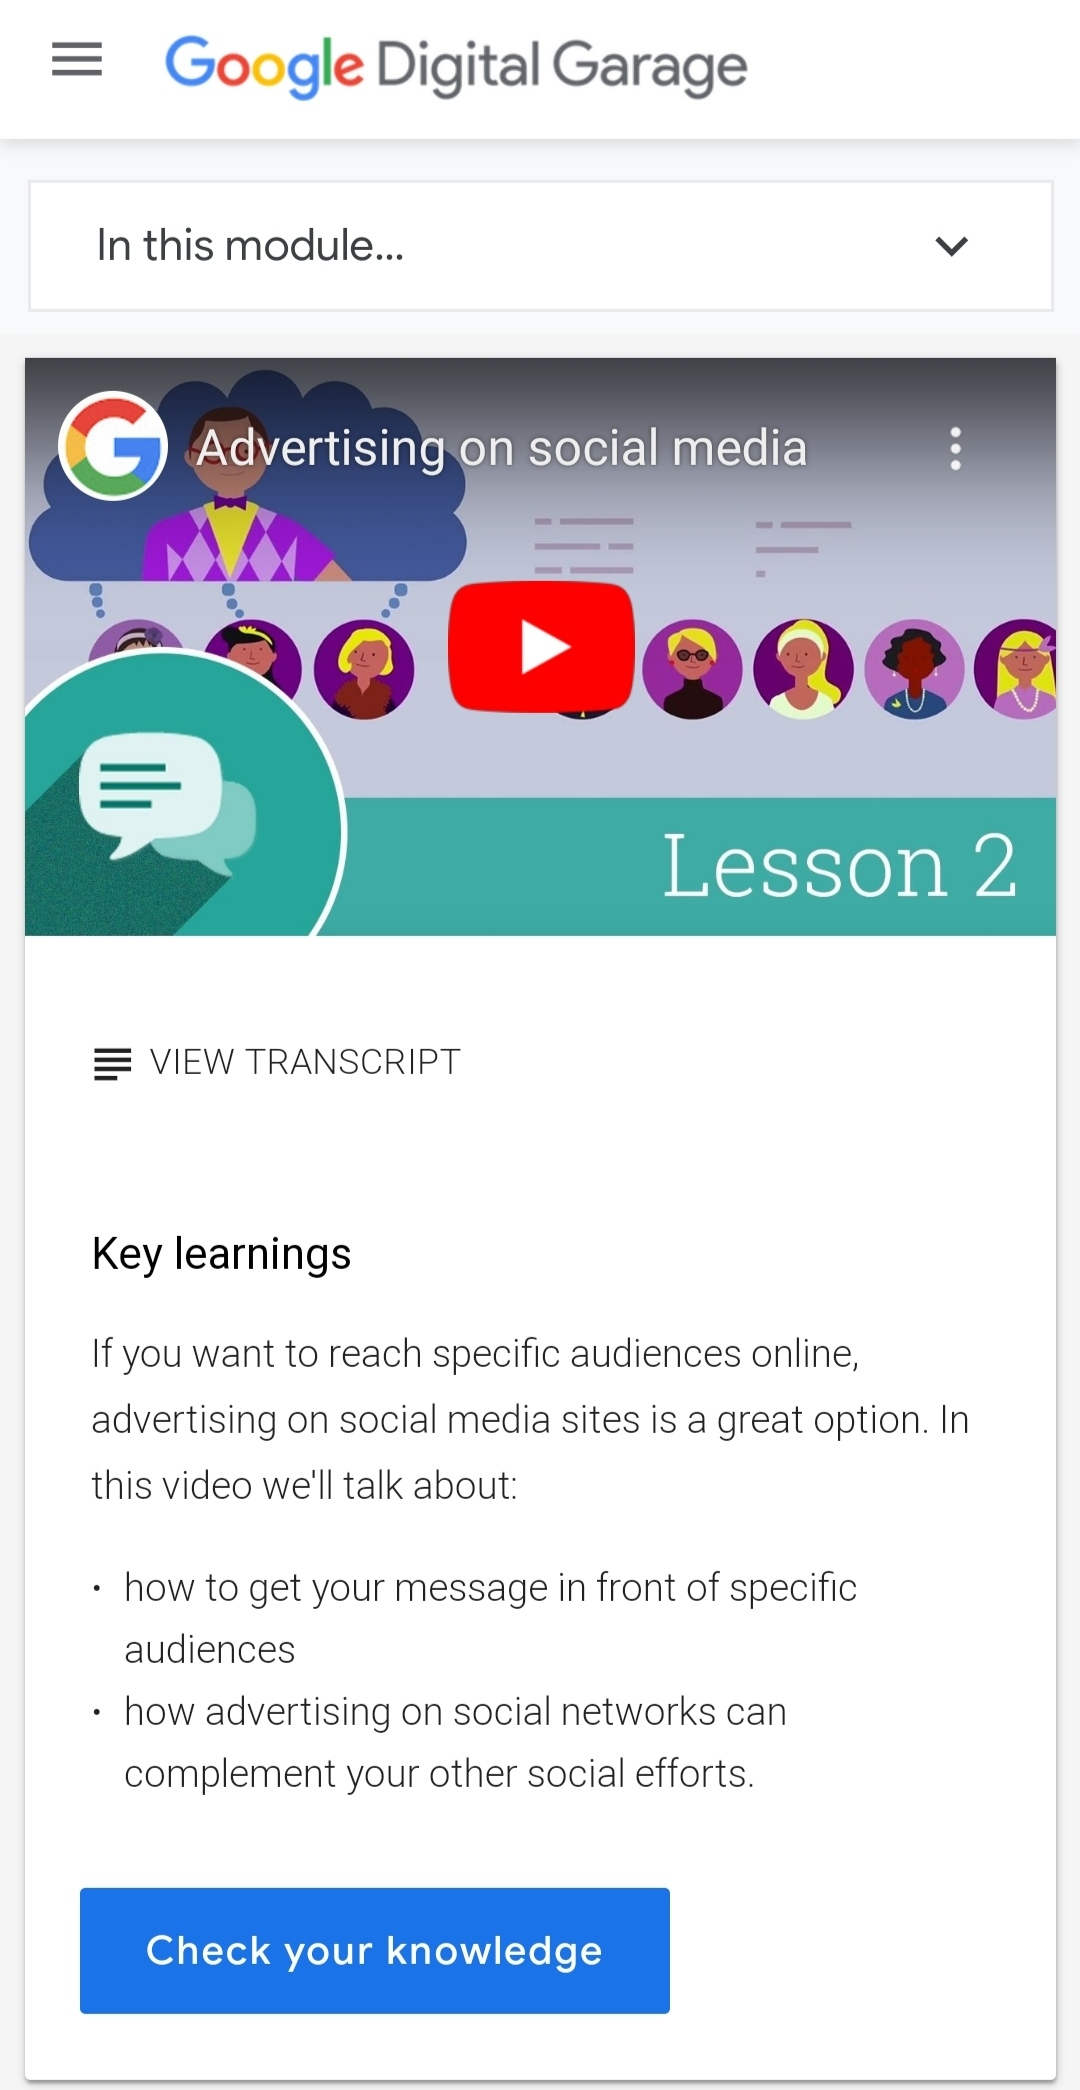 Google Digital Garage
In this module...
Advertising on social media
Lesson 2
VIEW TRANSCRIPT
Key learnings
If you want to reach specific audiences online,
advertising on social media sites is a great option. In
this video we'll talk about:
• how to get your message in front of specific
audiences
• how advertising on social networks can
complement your other social efforts.
Check your knowledge